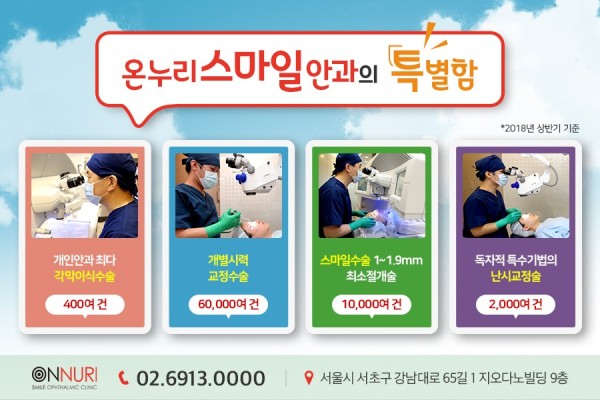 온누리 스마일안과의 특별함
*2018년 상반기 기준
개인안과 최다
각막이식수술
400여 건
개별시력
교정수술
60,000여 건
스마일수술 1~1.9mm
최소절개술
10,000여 건
독자적 특수기법의
난시교정술
2,000여 건
ONNURI
SMILE OPHTHALMIC CLINIC
02.6913.0000
서울시 서초구 강남대로 65길 1 지오다노빌딩 9층